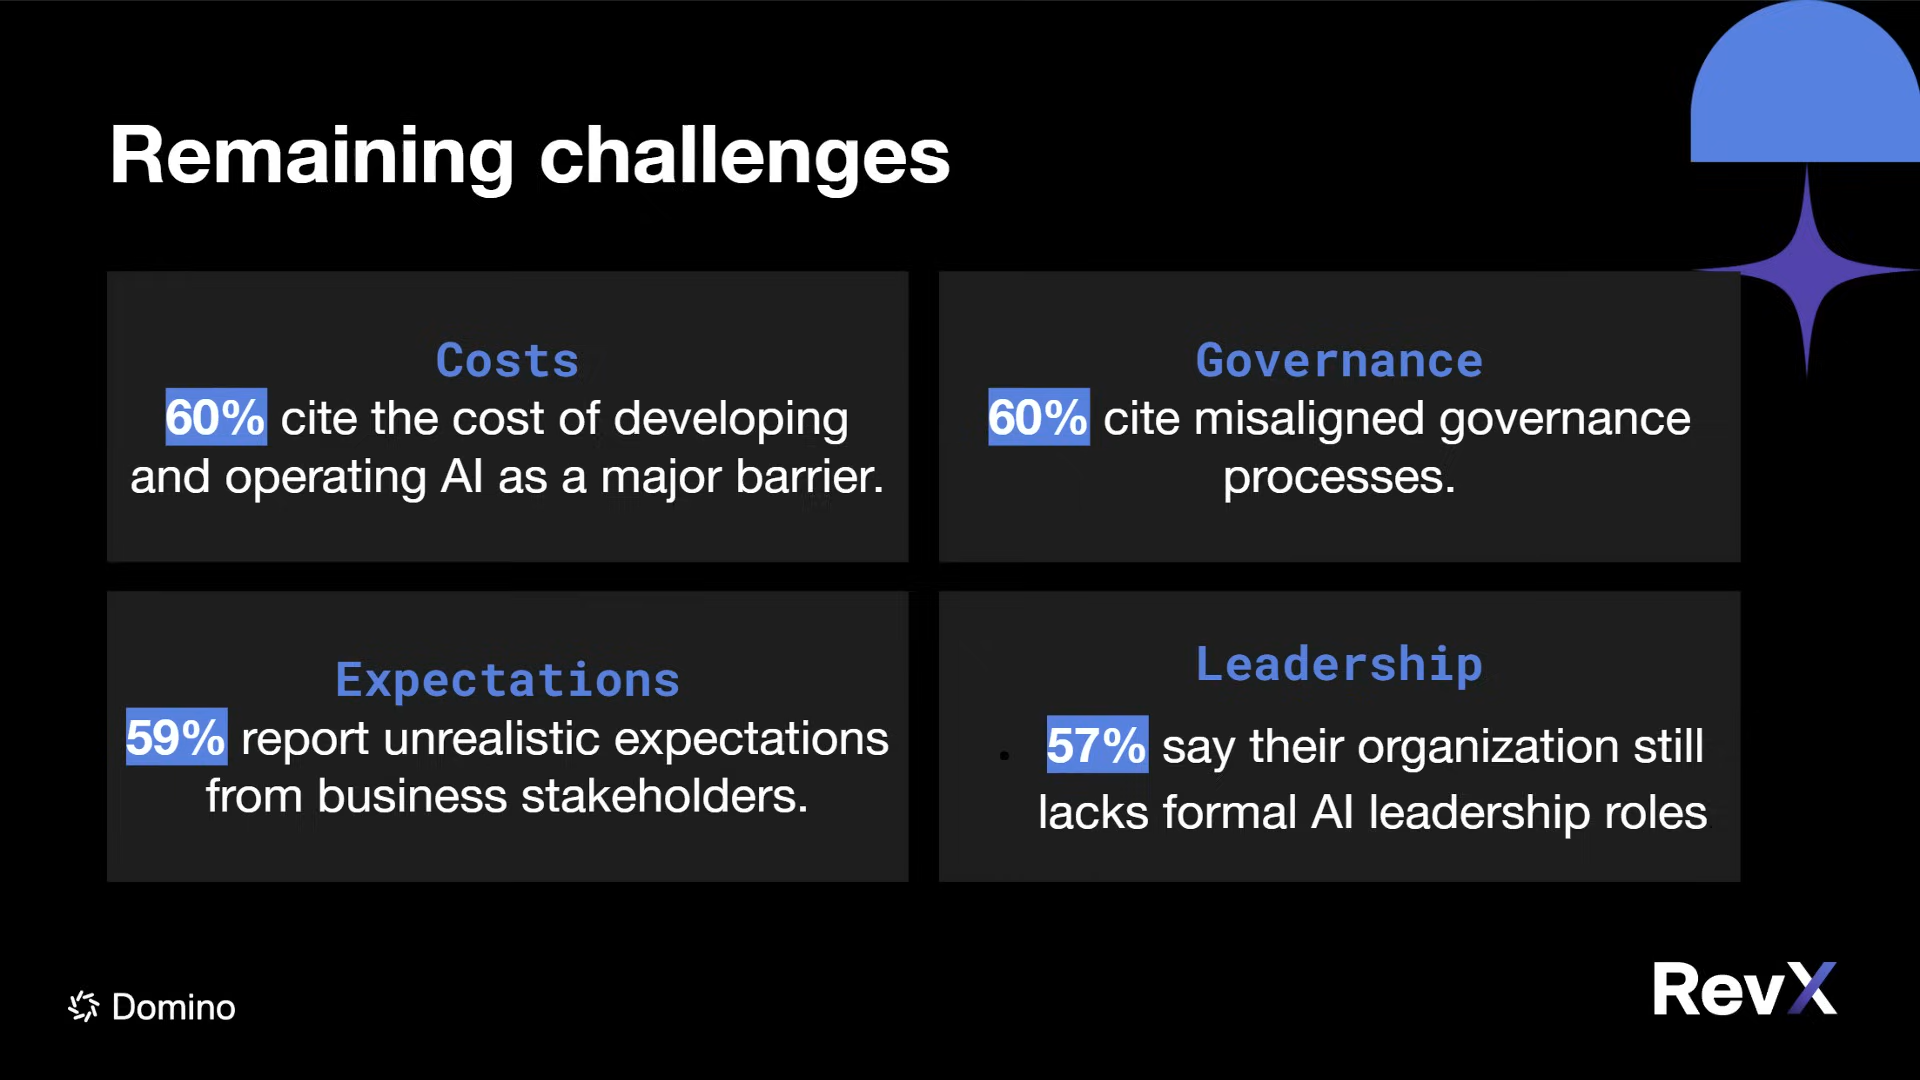 Remaining challenges
Costs
60% cite the cost of developing
and operating AI as a major barrier.
Governance
60% cite misaligned governance
processes.
Expectations
59% report unrealistic expectations
from business stakeholders.
Leadership
• 57% say their organization still
lacks formal AI leadership roles
Domino
RevX